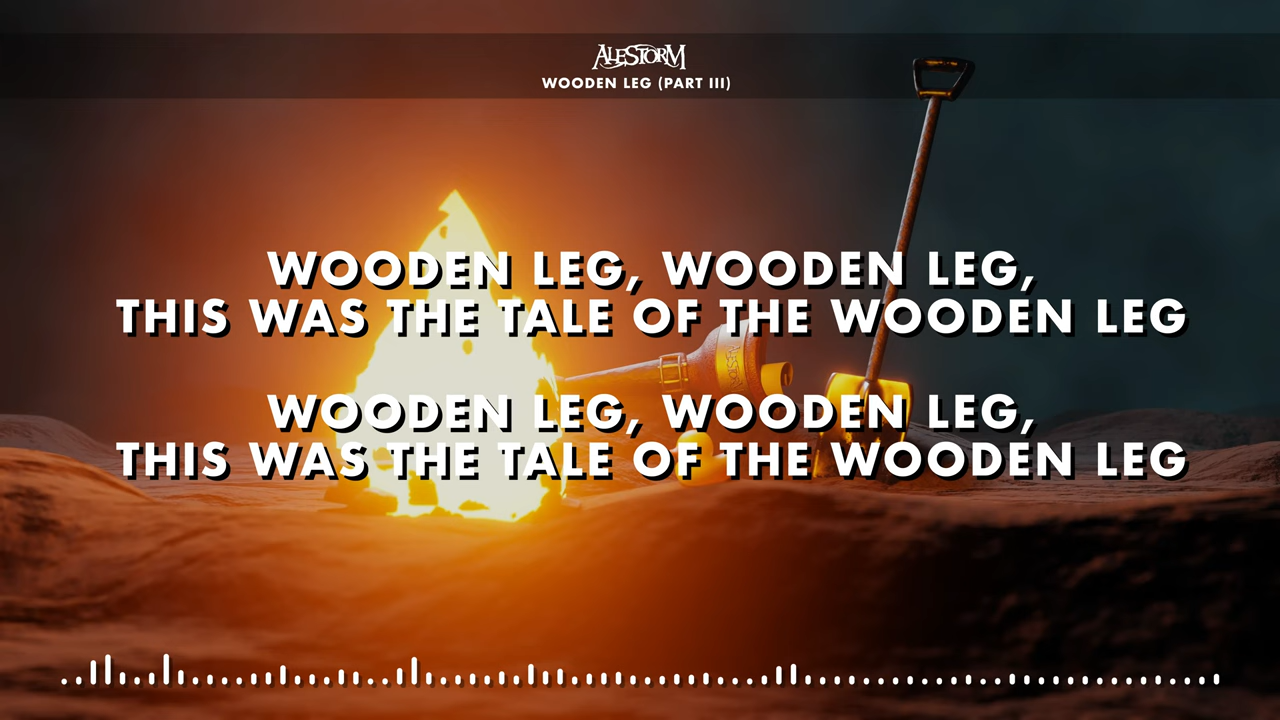 ALESTORM
WOODEN LEG (PART III)
WOODEN LEG, WOODEN LEG,
THIS WAS THE TALE OF THE WOODEN LEG
WOODEN LEG, WOODEN LEG,
THIS WAS THE TALE OF THE WOODEN LEG